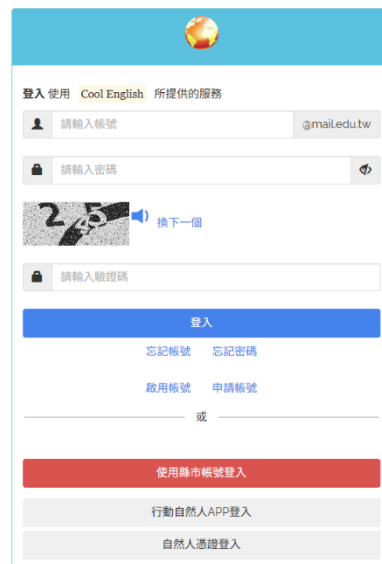 登入 使用 Cool English 所提供的服務
請輸入帳號 @mail.edu.tw
請輸入密碼
換下一個
請輸入驗證碼
登入
忘記帳號 忘記密碼
啟用帳號 申請帳號
或
使用縣市帳號登入
行動自然人APP登入
自然人憑證登入